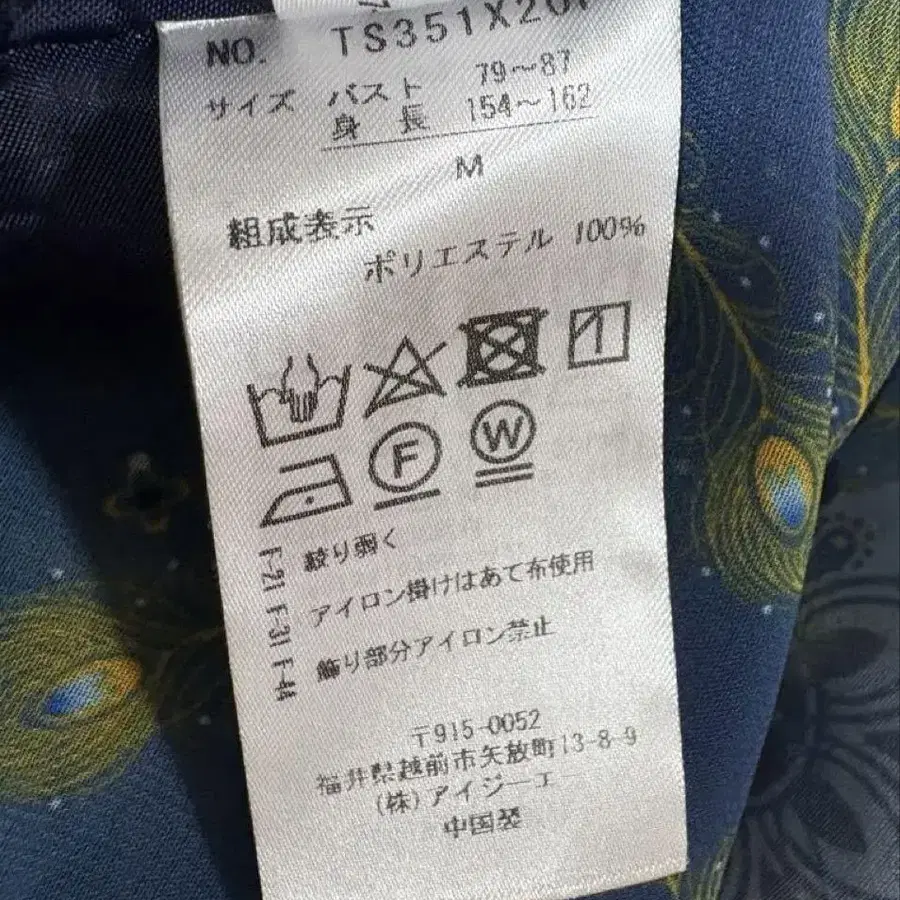 NO. TS351X20
サイズ バスト 79～87
身長 154～162
M
組成表示
ポリエステル 100%
F
W
F-21 F-31 F-44
絞り弱く
アイロン掛けはあて布使用
飾り部分アイロン禁止
〒915-0052
福井県越前市矢放町13-8-9
(株)アイジーエー
中国製